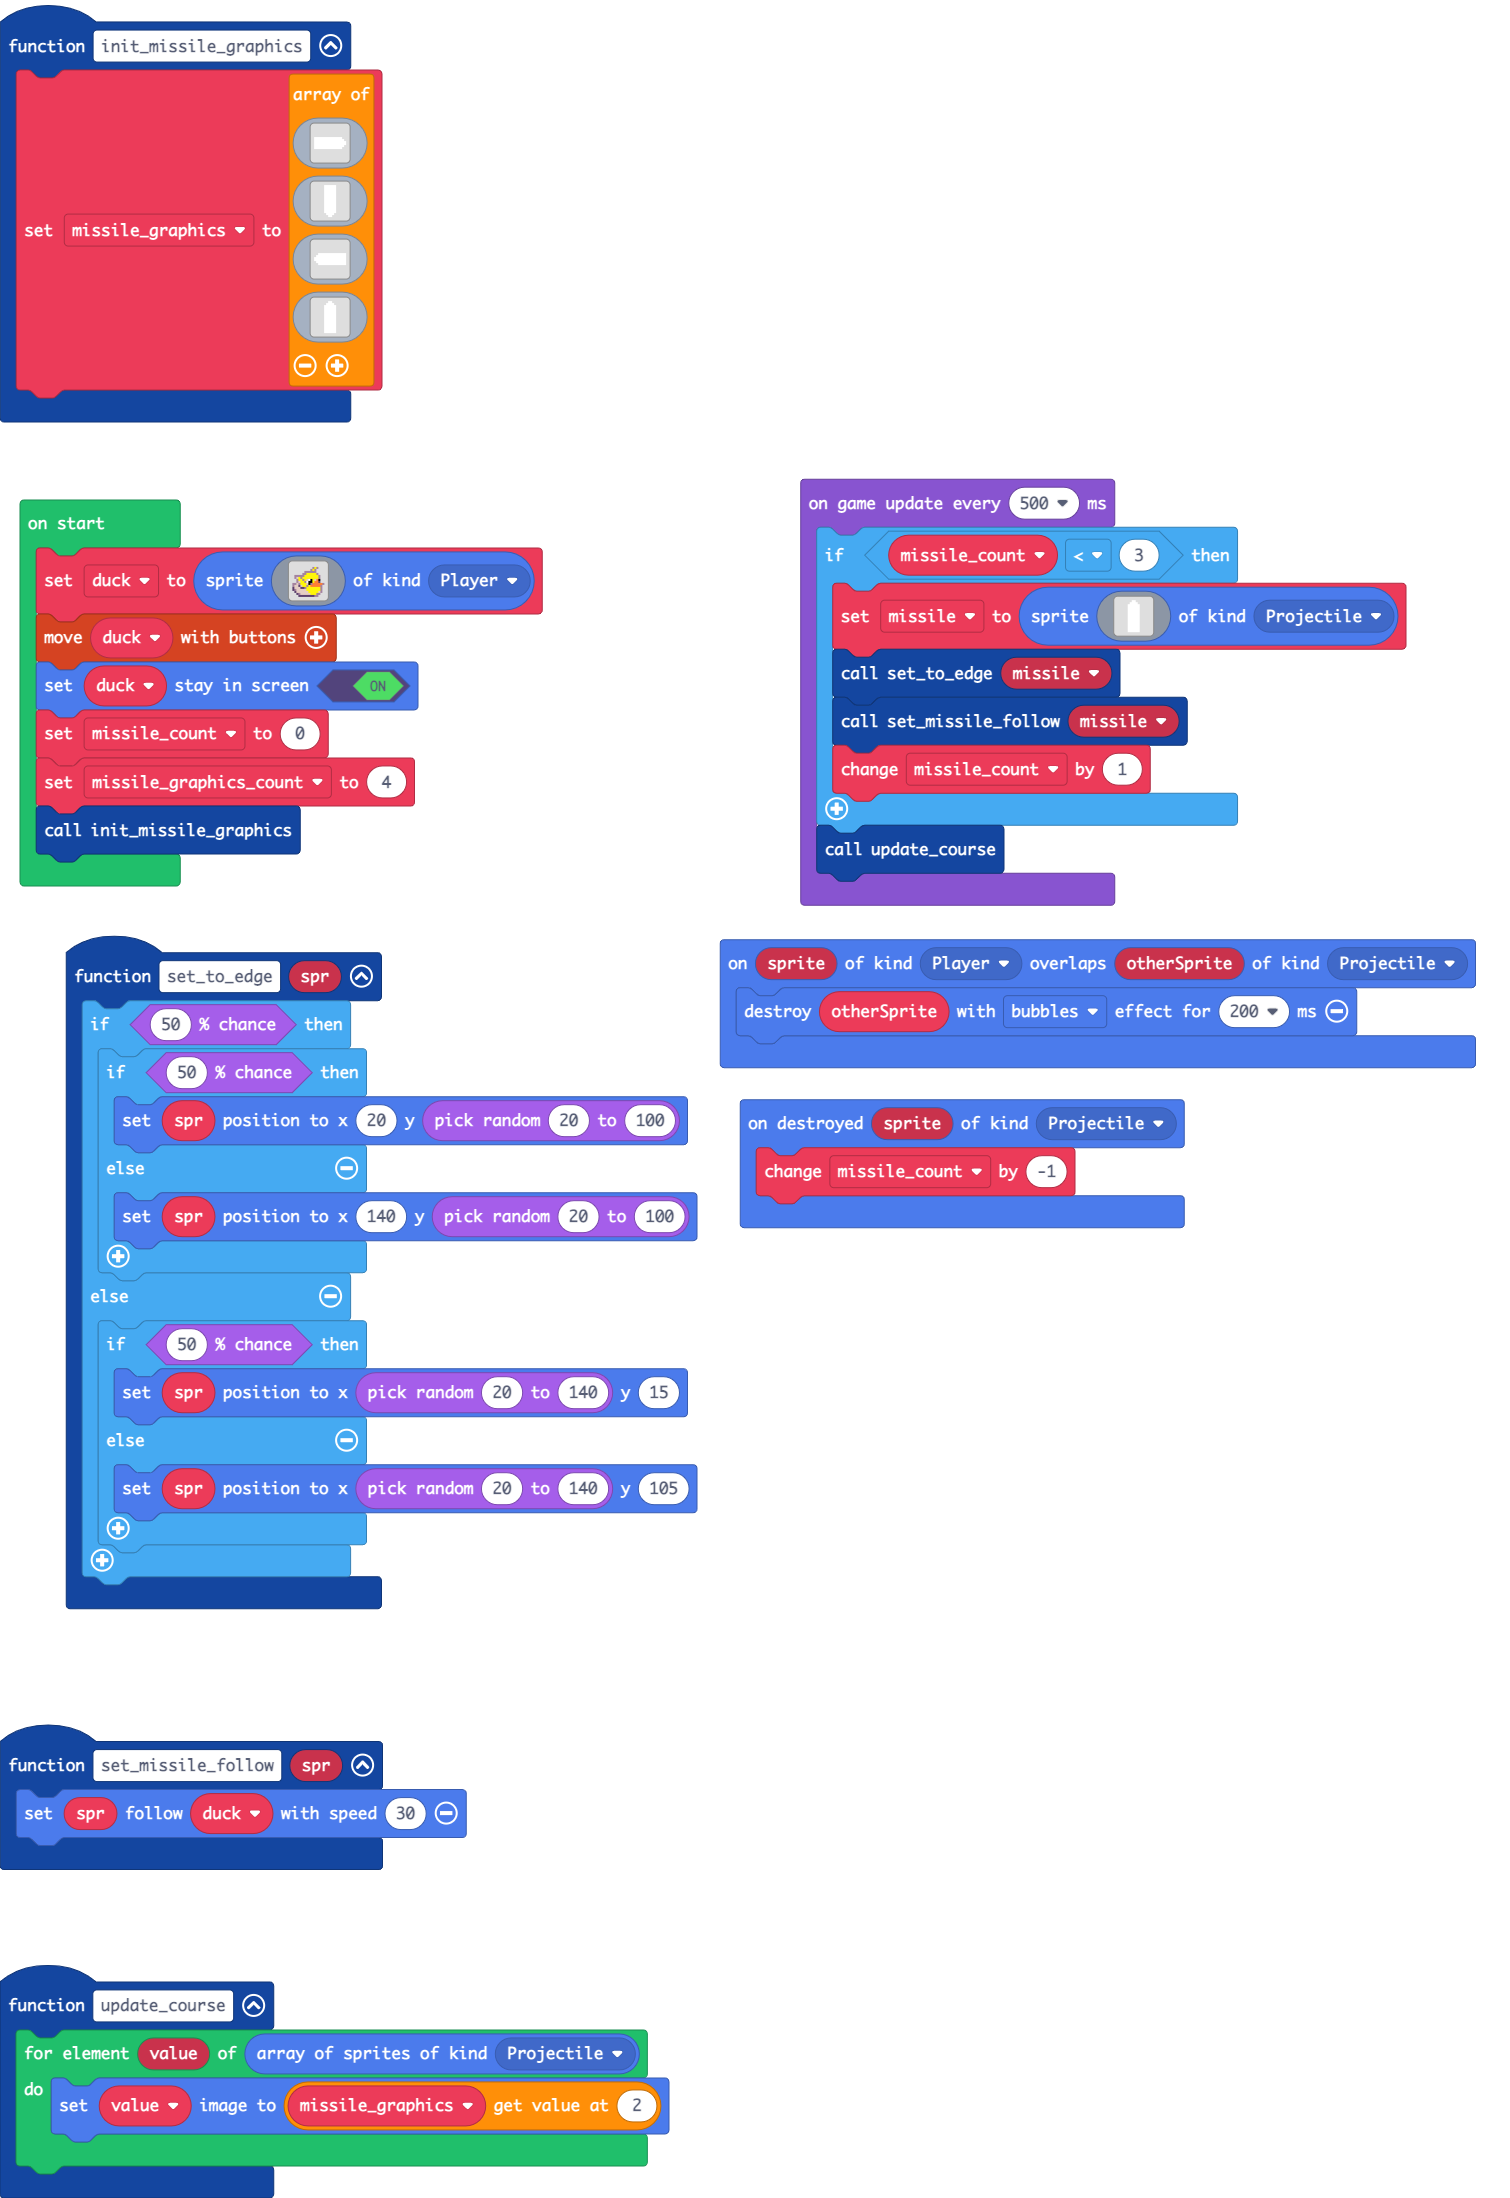 function init_missile_graphics
array of
set missile_graphics to
on start
set duck to sprite of kind Player
move duck with buttons
set duck stay in screen ON
set missile_count to 0
set missile_graphics_count to 4
call init_missile_graphics
on game update every 500 ms
if missile_count < 3 then
set missile to sprite of kind Projectile
call set_to_edge missile
call set_missile_follow missile
change missile_count by 1
call update_course
function set_to_edge spr
if 50 % chance then
if 50 % chance then
set spr position to x 20 y pick random 20 to 100
else
set spr position to x 140 y pick random 20 to 100
else
if 50 % chance then
set spr position to x pick random 20 to 140 y 15
else
set spr position to x pick random 20 to 140 y 105
on sprite of kind Player overlaps otherSprite of kind Projectile
destroy otherSprite with bubbles effect for 200 ms
on destroyed sprite of kind Projectile
change missile_count by -1
function set_missile_follow spr
set spr follow duck with speed 30
function update_course
for element value of array of sprites of kind Projectile
do
set value image to missile_graphics get value at 2